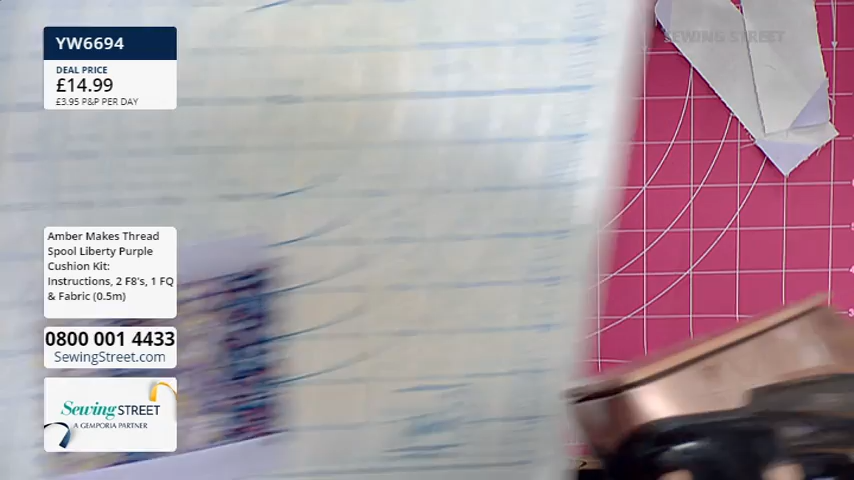 YW6694
DEAL PRICE
£14.99
£3.95 P&P PER DAY
SEWING STREET
Amber Makes Thread
Spool Liberty Purple
Cushion Kit:
Instructions, 2 F8's, 1 FQ
& Fabric (0.5m)
0800 001 4433
SewingStreet.com
Sewing STREET
A GEMPORIA PARTNER